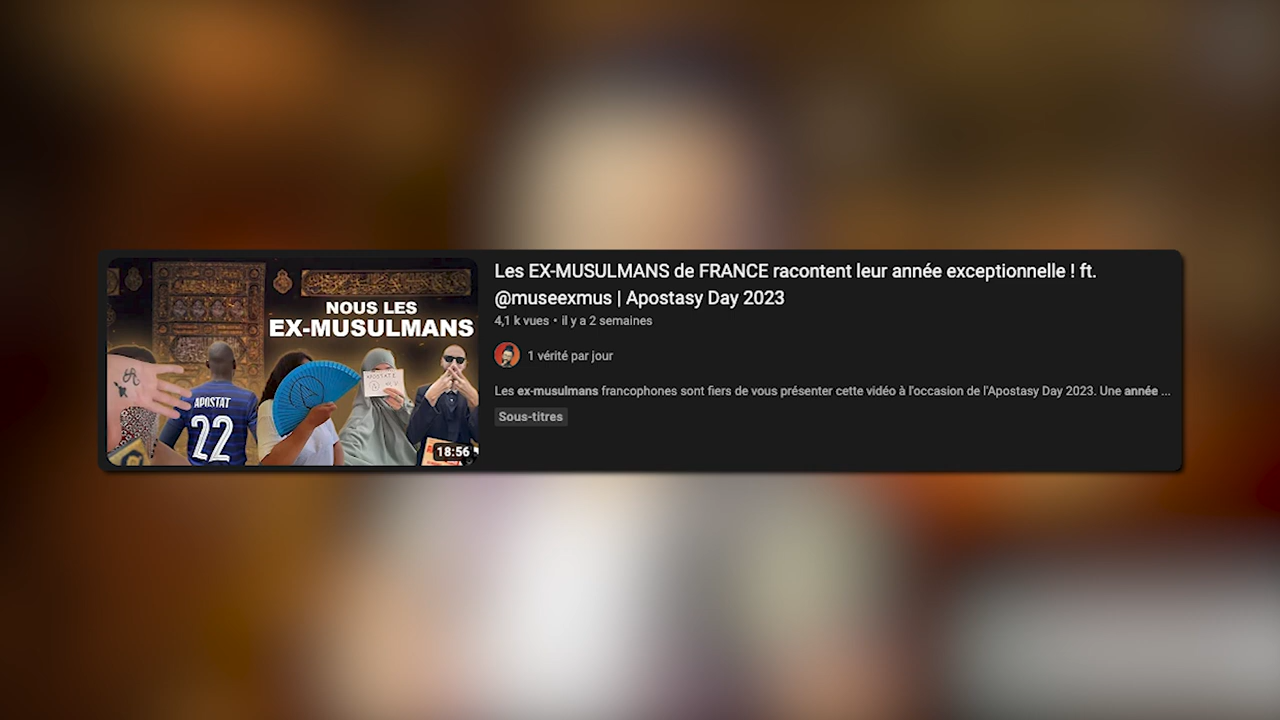 NOUS LES
EX-MUSULMANS
APOSTAT
22
APOSTATE
18:56
Les EX-MUSULMANS de FRANCE racontent leur année exceptionnelle ! ft.
@museexmus | Apostasy Day 2023
4,1 k vues • il y a 2 semaines
1 vérité par jour
Les ex-musulmans francophones sont fiers de vous présenter cette vidéo à l'occasion de l'Apostasy Day 2023. Une année ...
Sous-titres